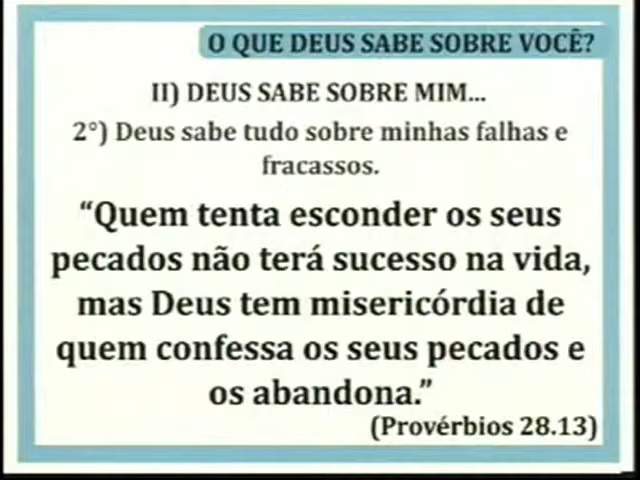 O QUE DEUS SABE SOBRE VOCÊ?
II) DEUS SABE SOBRE MIM...
2°) Deus sabe tudo sobre minhas falhas e
fracassos.
“Quem tenta esconder os seus
pecados não terá sucesso na vida,
mas Deus tem misericórdia de
quem confessa os seus pecados e
os abandona.”
(Provérbios 28.13)